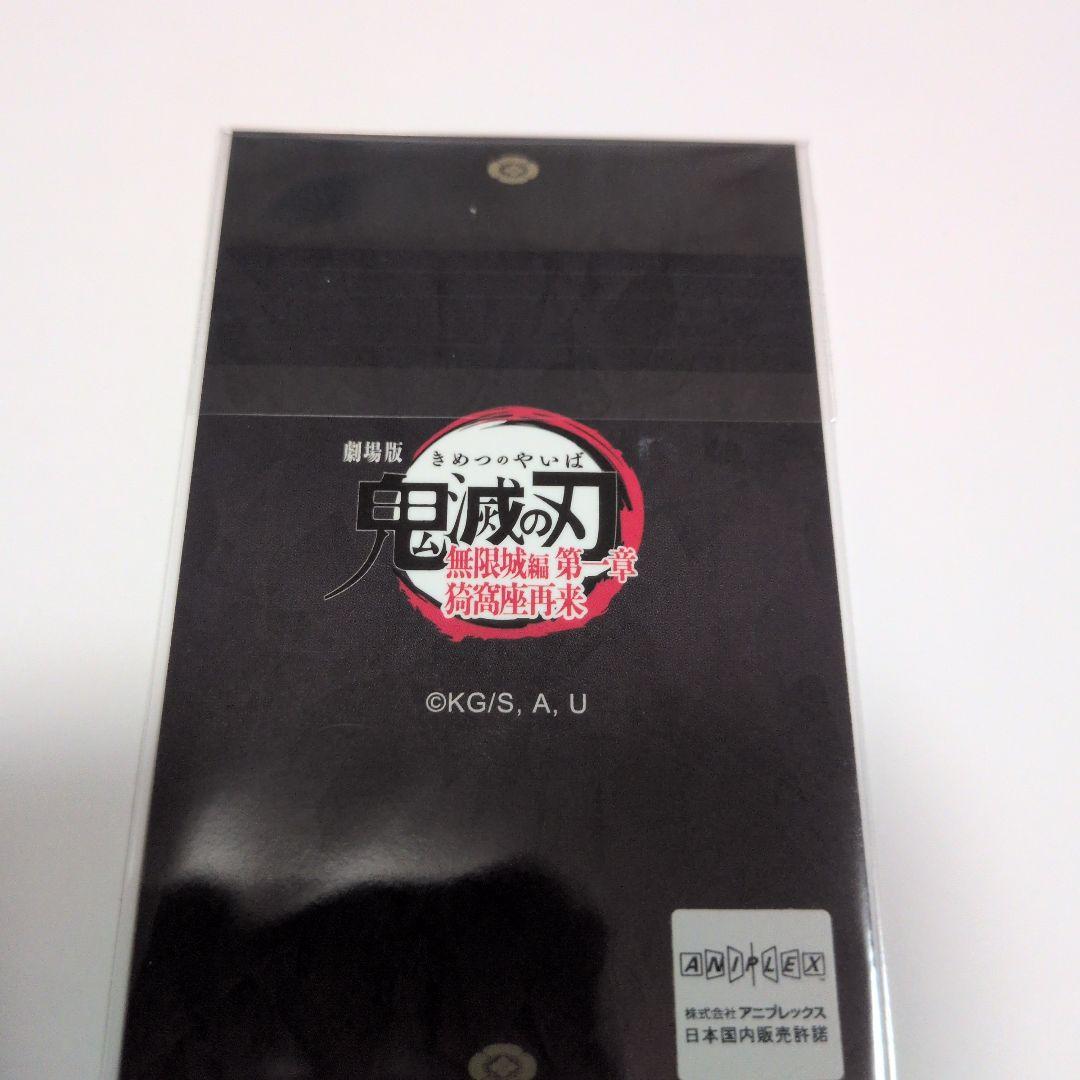 劇場版
きめつのやいば
鬼滅の刃
無限城編 第一章
猗窩座再来
©KG/S, A, U
ANIPLEX
株式会社アニプレックス
日本国内販売許諾